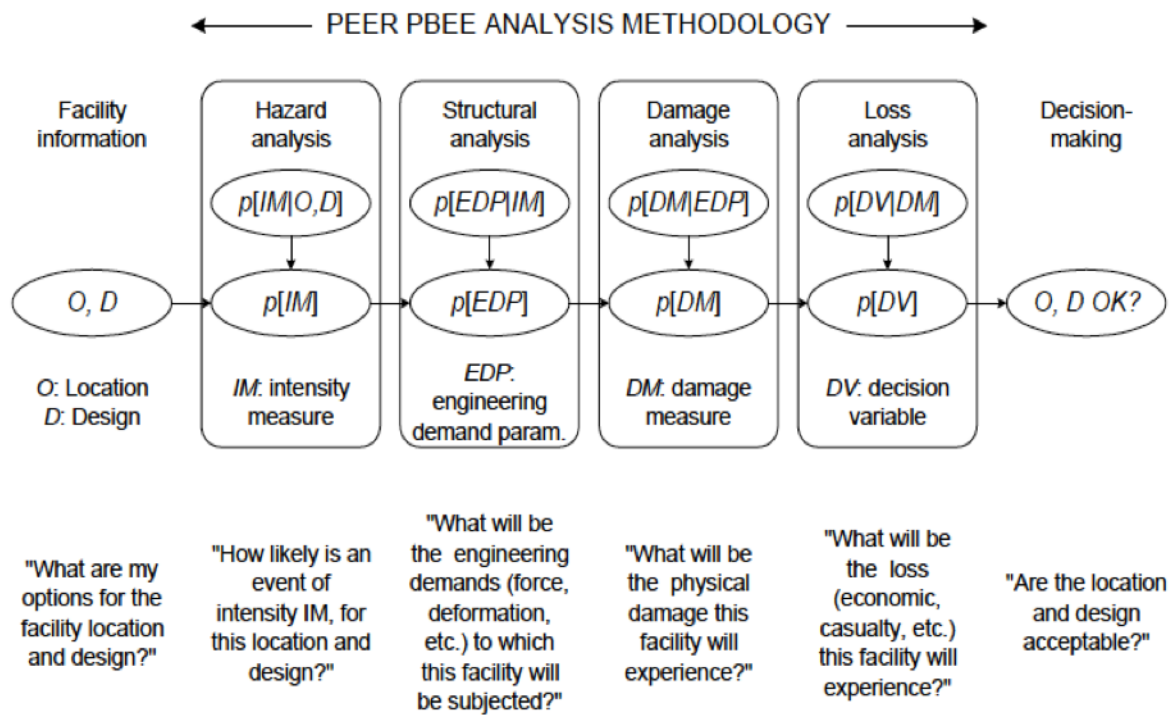 PEER PBEE ANALYSIS METHODOLOGY
Facility
information
Hazard
analysis
Structural
analysis
Damage
analysis
Loss
analysis
Decision-
making
p[IM|O,D]
p[EDP|IM]
p[DM|EDP]
p[DV|DM]
O, D
p[IM]
p[EDP]
p[DM]
p[DV]
O, D OK?
O: Location
D: Design
IM: intensity
measure
EDP:
engineering
demand param.
DM: damage
measure
DV: decision
variable
"What are my
options for the
facility location
and design?"
"How likely is an
event of
intensity IM, for
this location and
design?"
"What will be
the engineering
demands (force,
deformation,
etc.) to which
this facility will
be subjected?"
"What will be
the physical
damage this
facility will
experience?"
"What will be
the loss
(economic,
casualty, etc.)
this facility will
experience?"
"Are the location
and design
acceptable?"